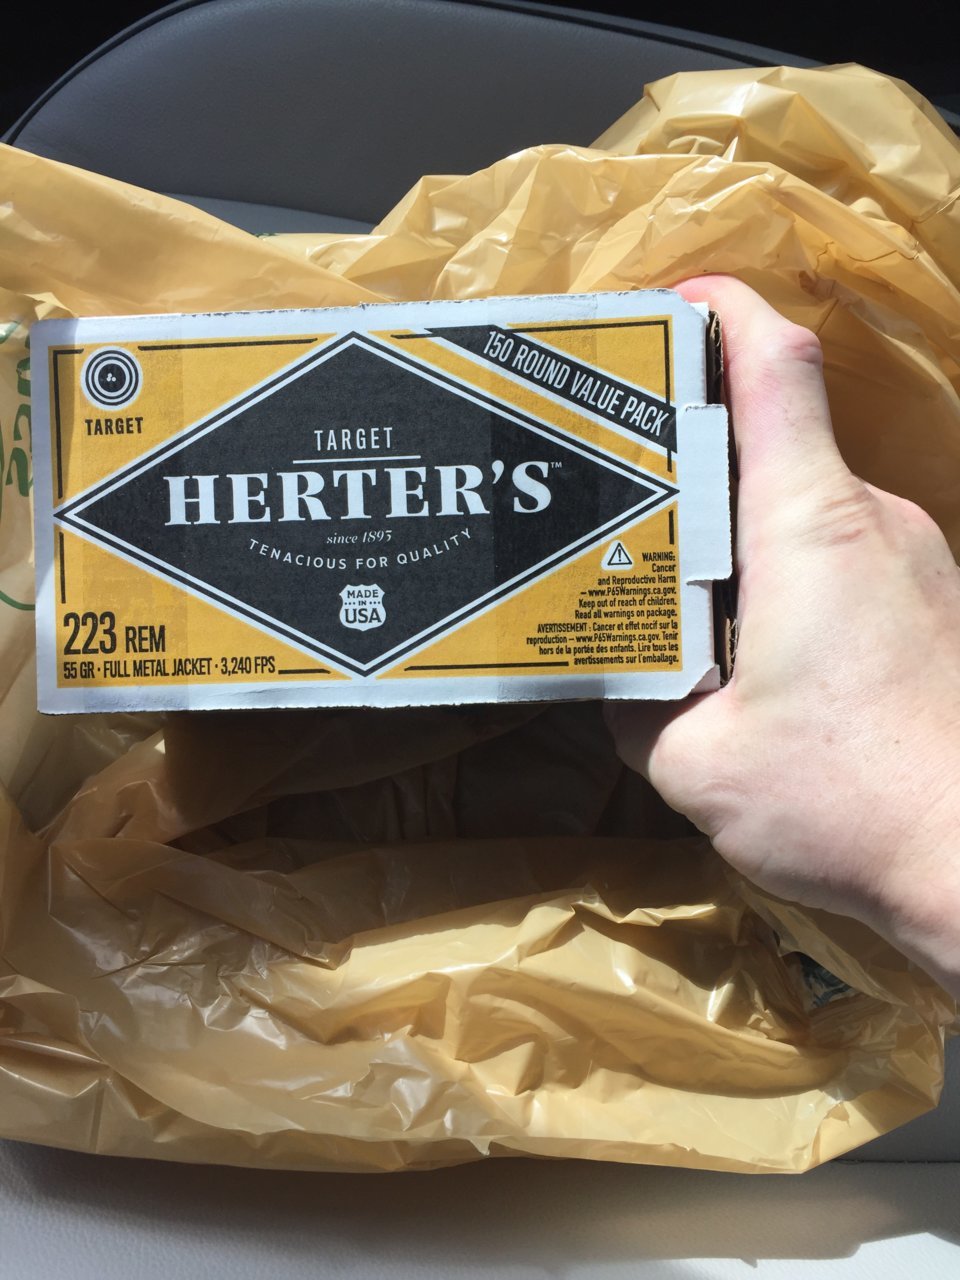 150 ROUND VALUE PACK
TARGET
TARGET
HERTER'S™
since 1893
TENACIOUS FOR QUALITY
MADE
IN
USA
223 REM
55 GR · FULL METAL JACKET · 3,240 FPS
WARNING:
Cancer
and Reproductive Harm
– www.P65Warnings.ca.gov.
Keep out of reach of children.
Read all warnings on package.
AVERTISSEMENT : Cancer et effet nocif sur la
reproduction – www.P65Warnings.ca.gov. Tenir
hors de la portée des enfants. Lire tous les
avertissements sur l'emballage.